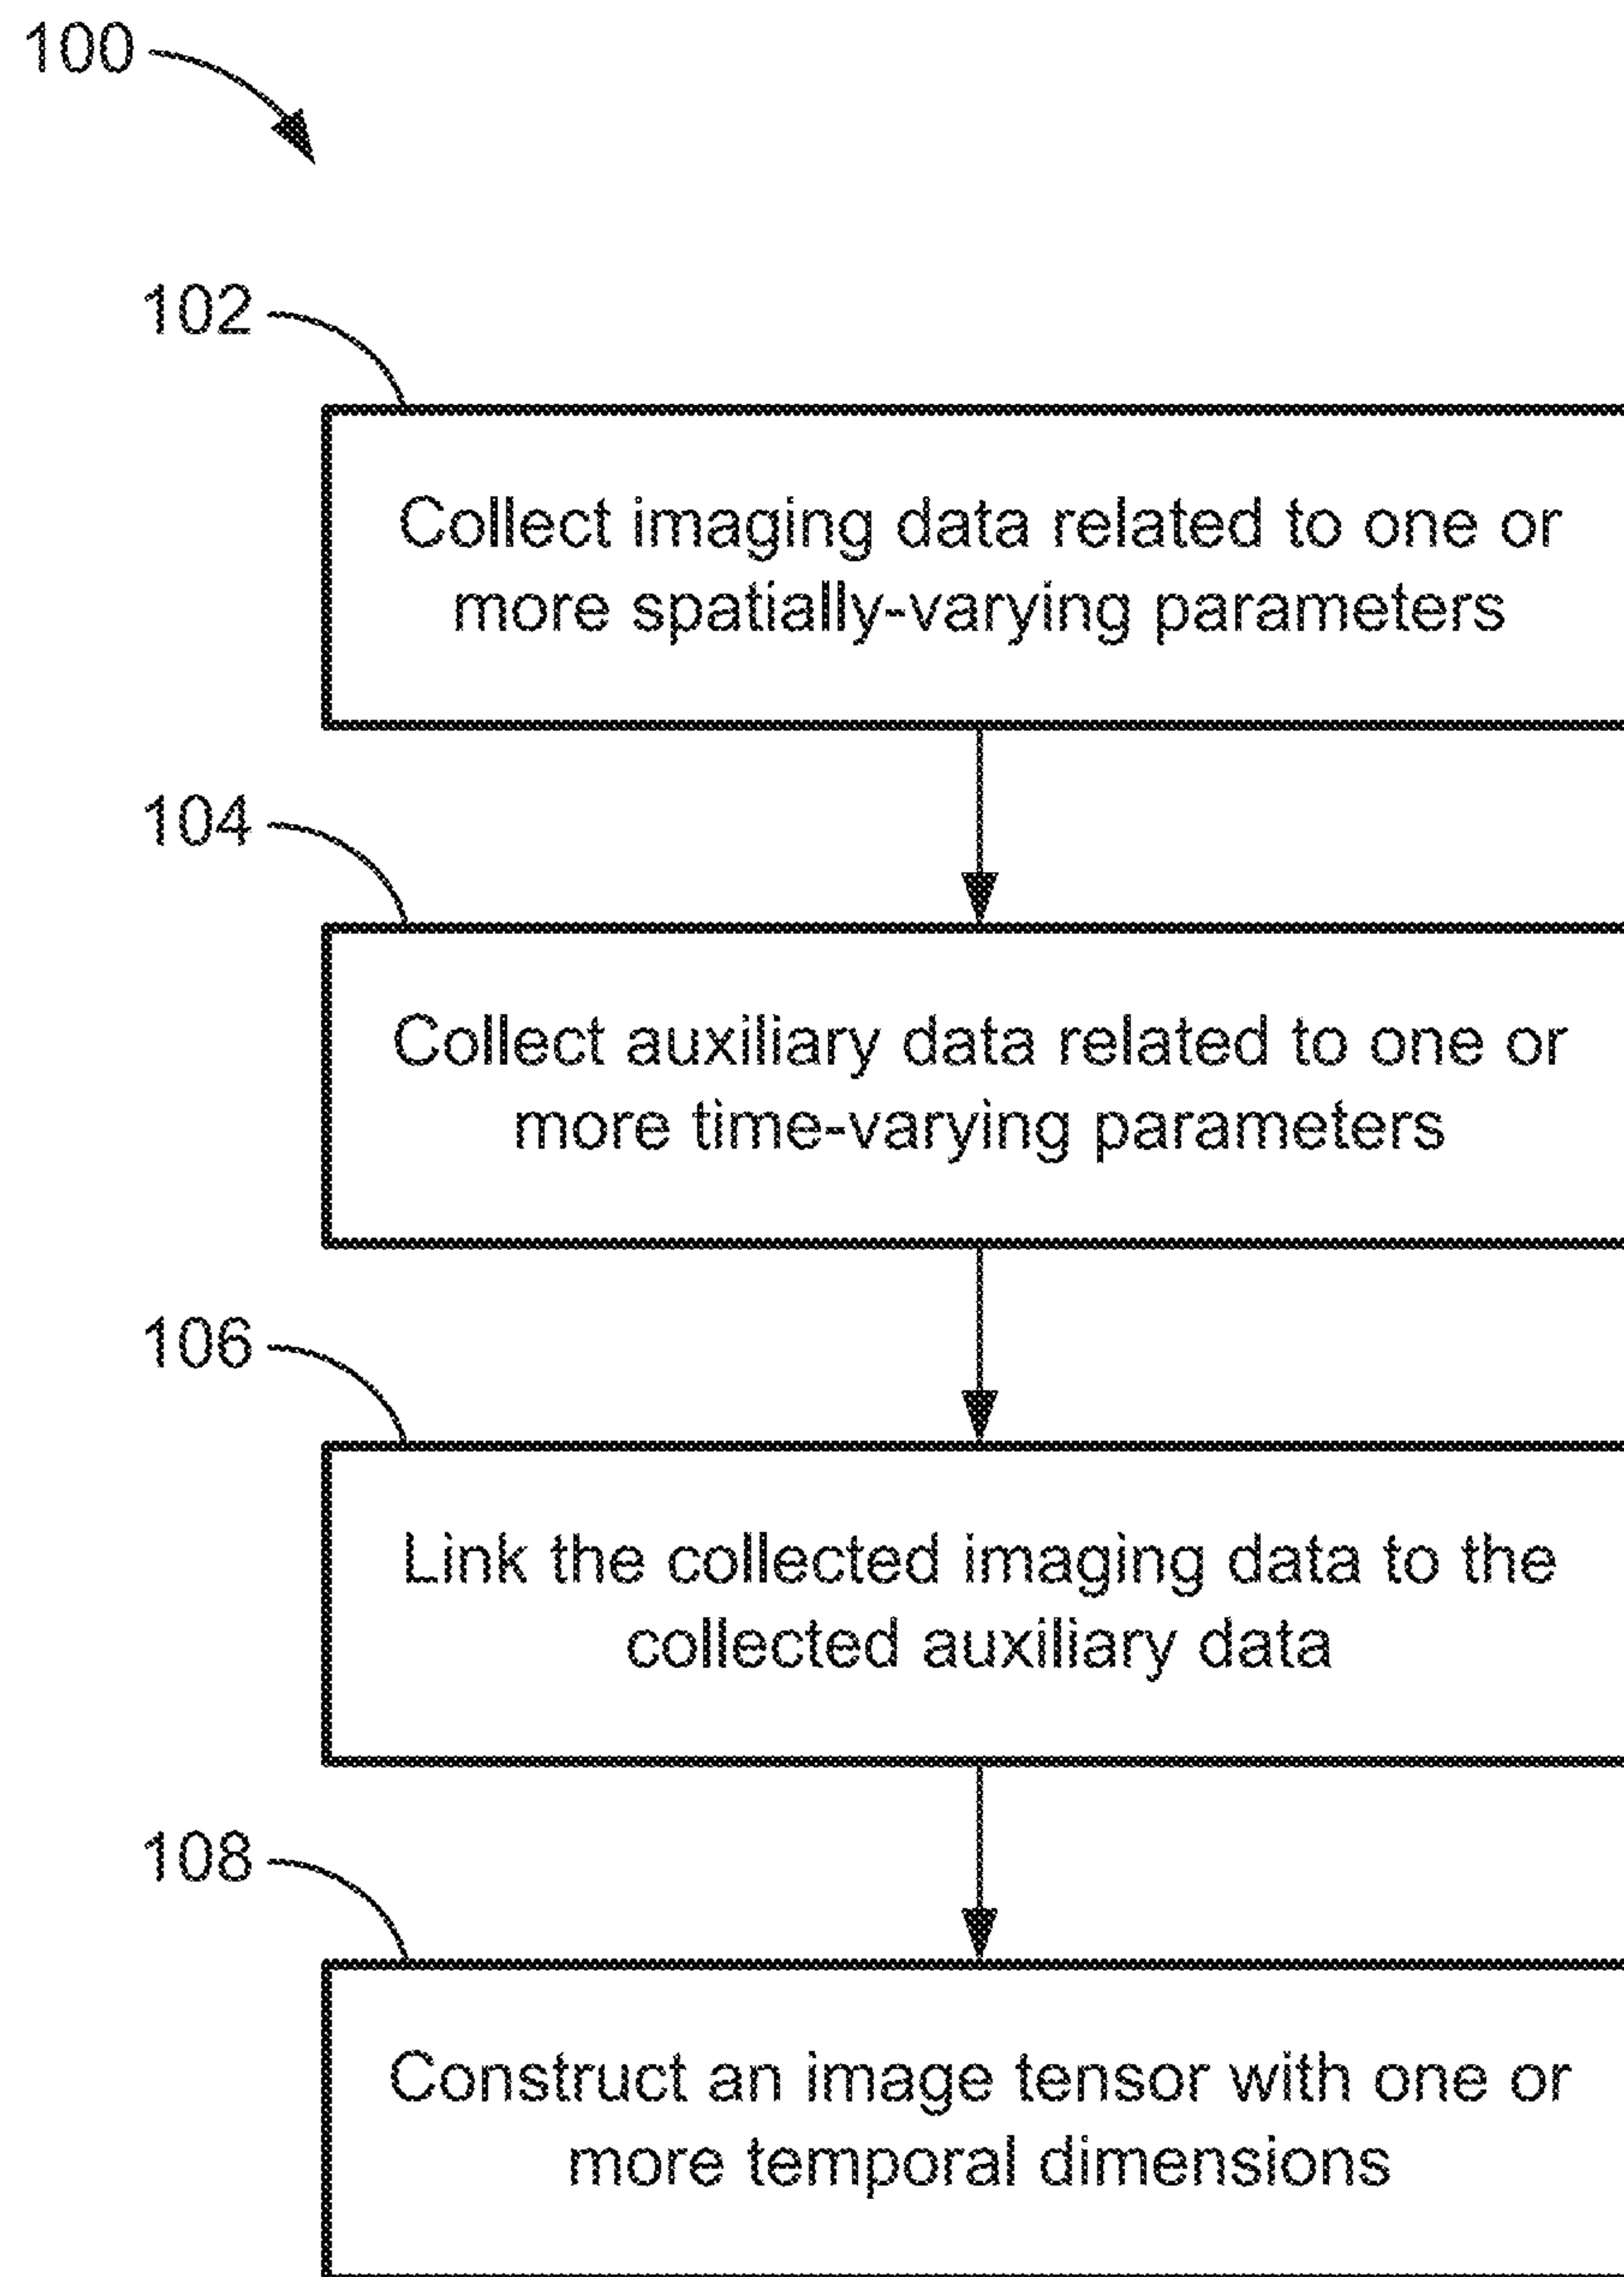 100
102
Collect imaging data related to one or
more spatially-varying parameters
104
Collect auxiliary data related to one or
more time-varying parameters
106
Link the collected imaging data to the
collected auxiliary data
108
Construct an image tensor with one or
more temporal dimensions